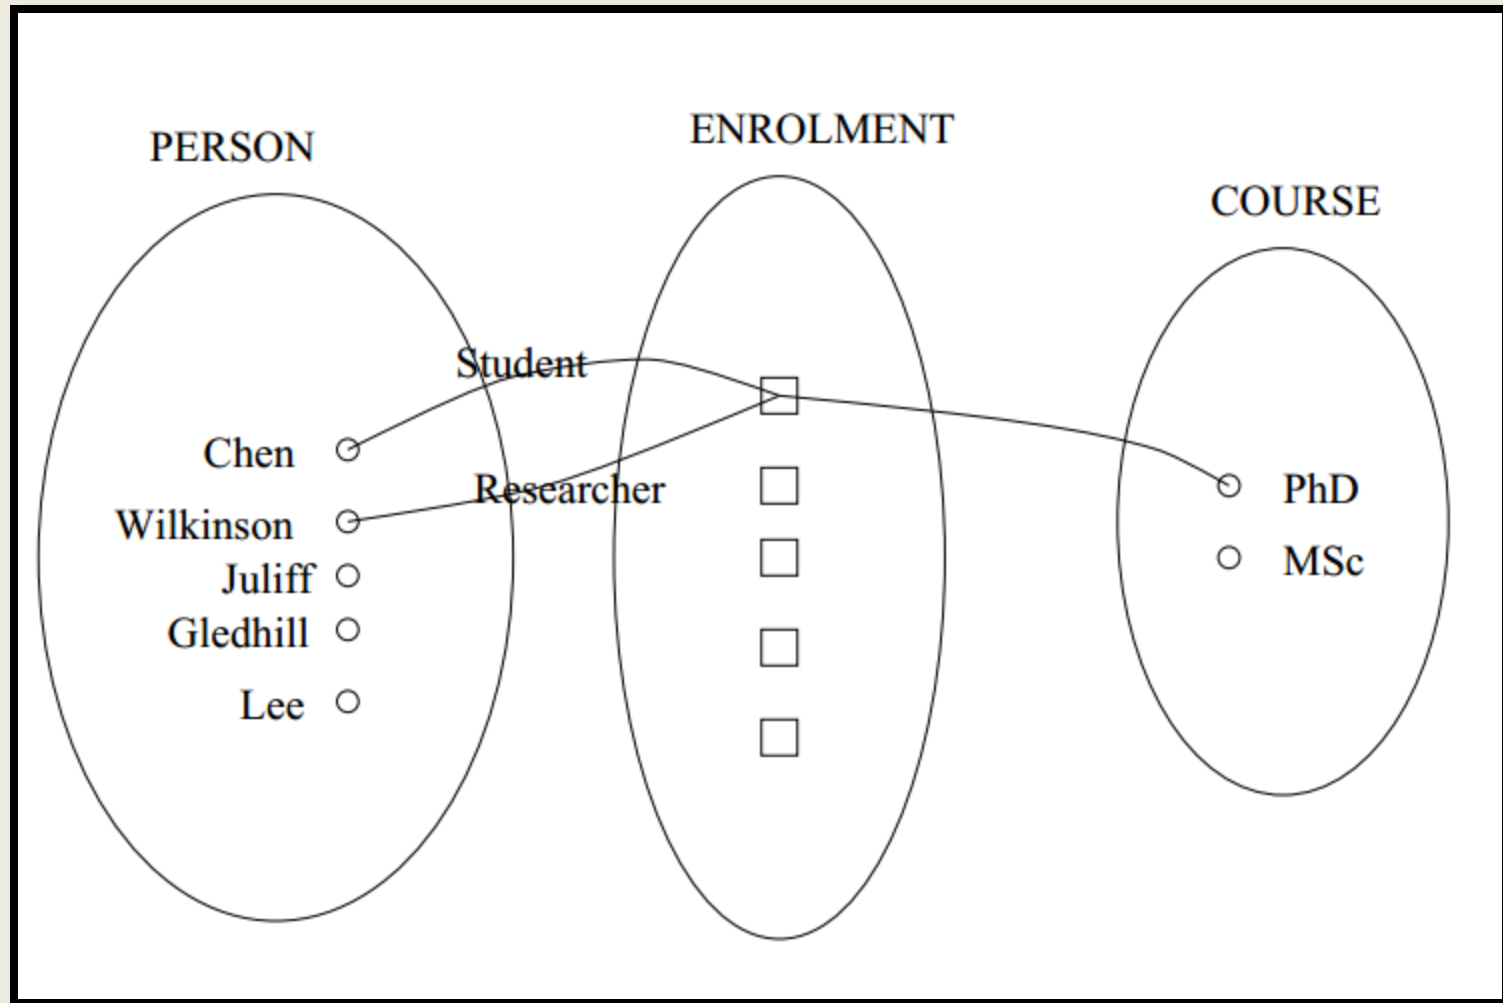 PERSON
ENROLMENT
COURSE
Student
Chen
Researcher
PhD
Wilkinson
MSc
Juliff
Gledhill
Lee